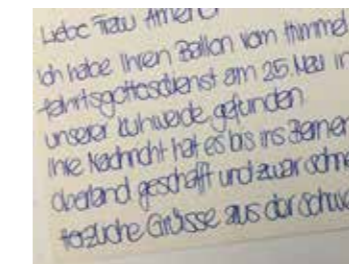 Liebe Frau
ich habe Ihren Ballon vom Himmel
fahrtsgottesdienst am 25. Mai in
unserer Kuhweide gefunden
Ihre Nachricht hat es bis ins Berner
oberland geschafft und zwar schne
herzliche Grüsse aus der Schwe